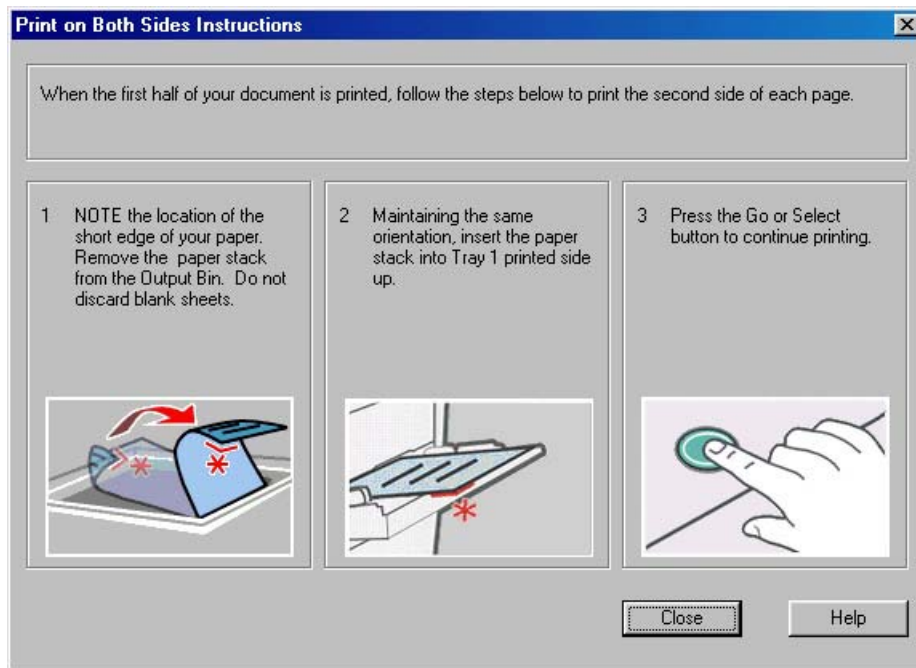 Print on Both Sides Instructions
When the first half of your document is printed, follow the steps below to print the second side of each page.
1 NOTE the location of the
short edge of your paper.
Remove the paper stack
from the Output Bin. Do not
discard blank sheets.
2 Maintaining the same
orientation, insert the paper
stack into Tray 1 printed side
up.
3 Press the Go or Select
button to continue printing.
Close
Help